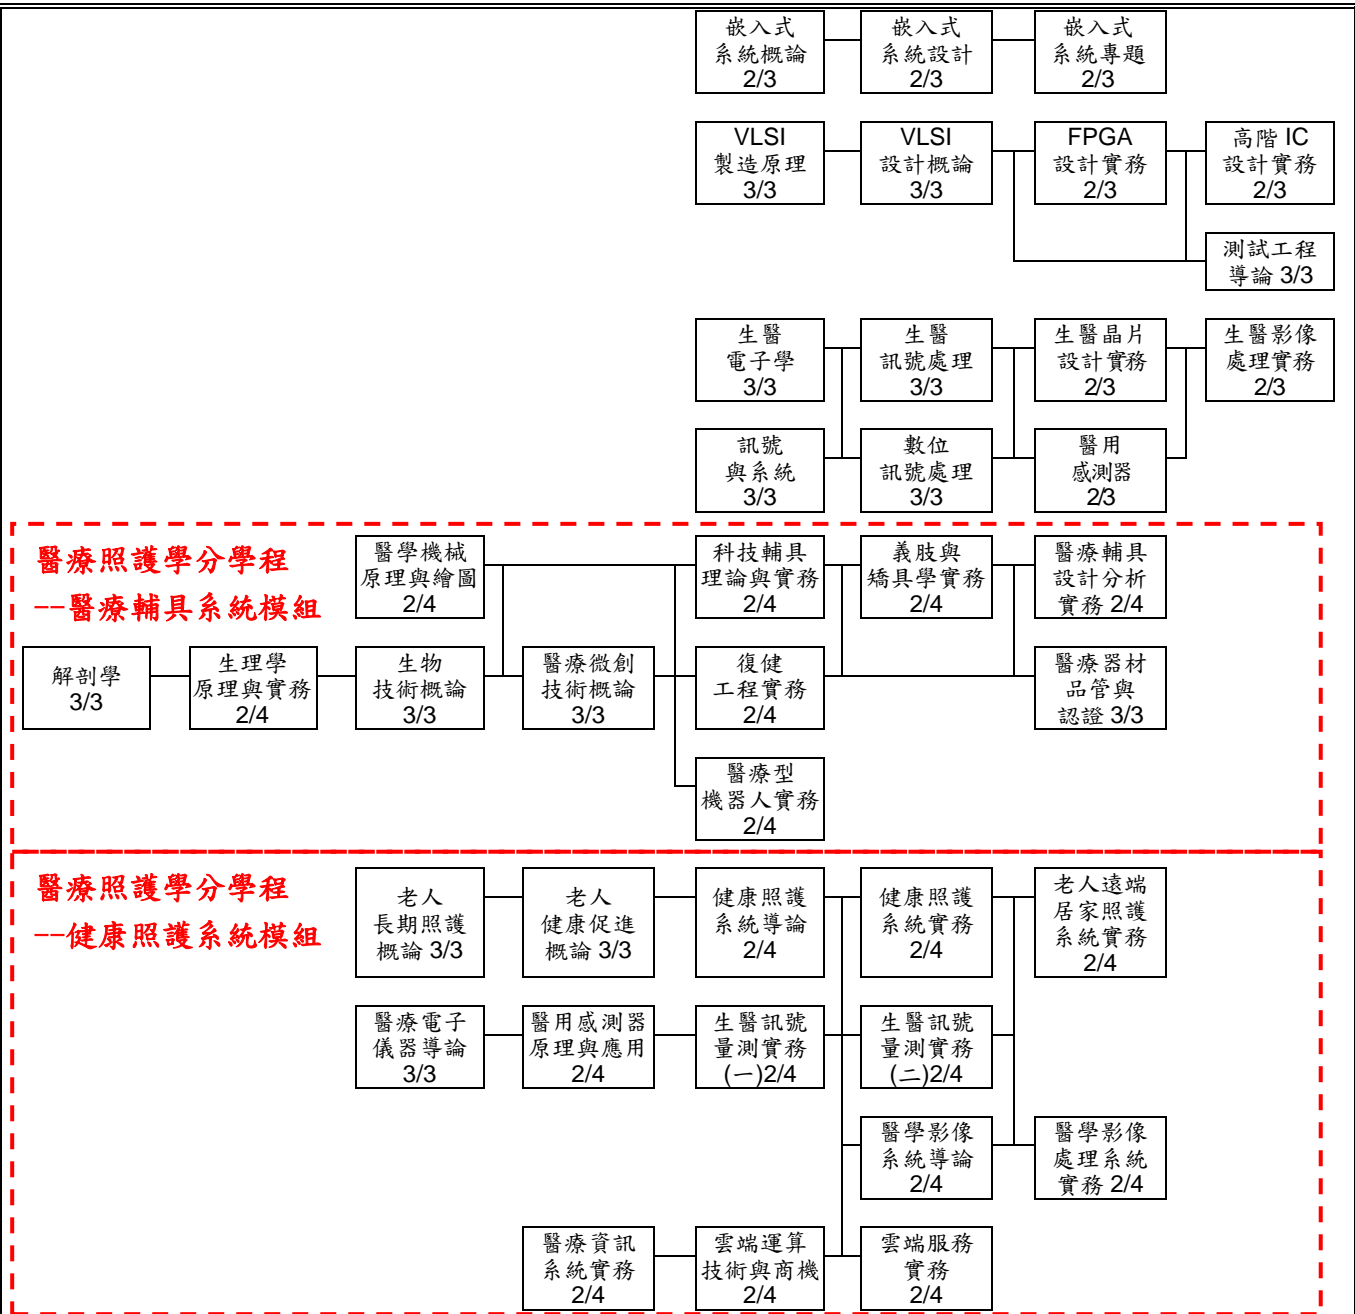 嵌入式
系統概論
2/3
嵌入式
系統設計
2/3
嵌入式
系統專題
2/3
VLSI
製造原理
3/3
VLSI
設計概論
3/3
FPGA
設計實務
2/3
高階 IC
設計實務
2/3
測試工程
導論 3/3
生醫
電子學
3/3
生醫
訊號處理
3/3
生醫晶片
設計實務
2/3
生醫影像
處理實務
2/3
訊號
與系統
3/3
數位
訊號處理
3/3
醫用
感測器
2/3
醫療照護學分學程
--醫療輔具系統模組
醫學機械
原理與繪圖
2/4
科技輔具
理論與實務
2/4
義肢與
矯具學實務
2/4
醫療輔具
設計分析
實務 2/4
解剖學
3/3
生理學
原理與實務
2/4
生物
技術概論
3/3
醫療微創
技術概論
3/3
復健
工程實務
2/4
醫療器材
品管與
認證 3/3
醫療型
機器人實務
2/4
醫療照護學分學程
--健康照護系統模組
老人
長期照護
概論 3/3
老人
健康促進
概論 3/3
健康照護
系統導論
2/4
健康照護
系統實務
2/4
老人遠端
居家照護
系統實務
2/4
醫療電子
儀器導論
3/3
醫用感測器
原理與應用
2/4
生醫訊號
量測實務
(一)2/4
生醫訊號
量測實務
(二)2/4
醫學影像
系統導論
2/4
醫學影像
處理系統
實務 2/4
醫療資訊
系統實務
2/4
雲端運算
技術與商機
2/4
雲端服務
實務
2/4